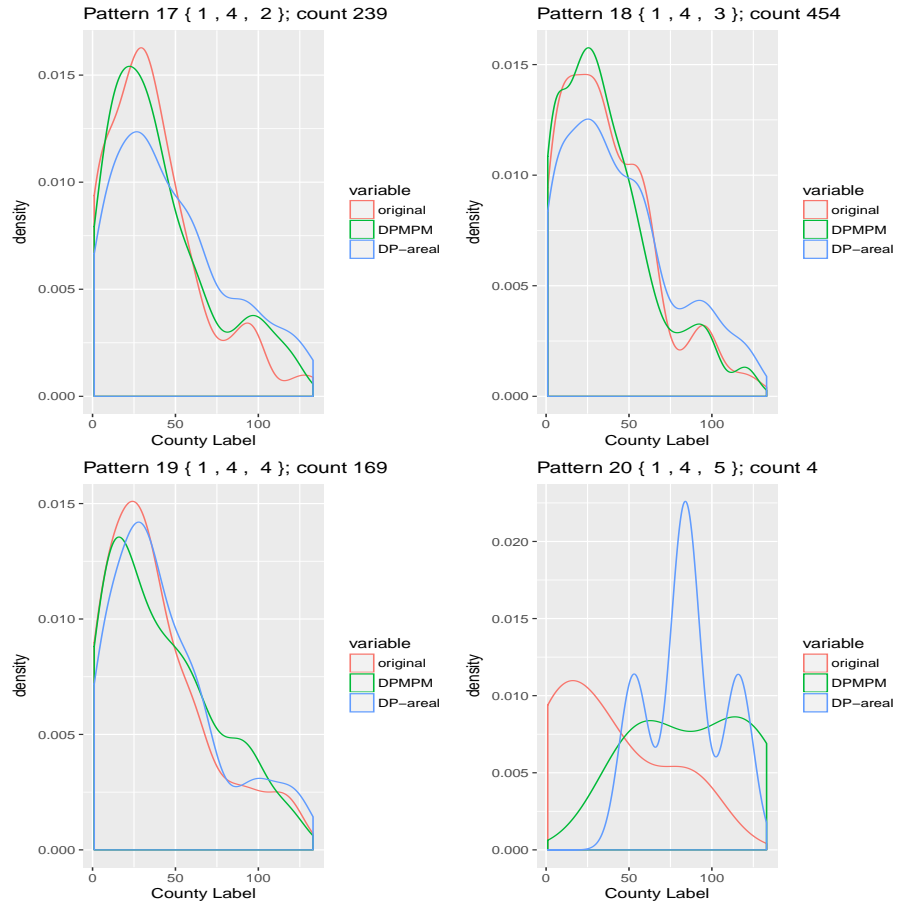 Pattern 17 { 1 , 4 , 2 }; count 239
0.015
0.010
0.005
0.000
density
0
50
100
County Label
variable
original
DPMPM
DP−areal
Pattern 18 { 1 , 4 , 3 }; count 454
0.015
0.010
0.005
0.000
density
0
50
100
County Label
variable
original
DPMPM
DP−areal
Pattern 19 { 1 , 4 , 4 }; count 169
0.015
0.010
0.005
0.000
density
0
50
100
County Label
variable
original
DPMPM
DP−areal
Pattern 20 { 1 , 4 , 5 }; count 4
0.020
0.015
0.010
0.005
0.000
density
0
50
100
County Label
variable
original
DPMPM
DP−areal